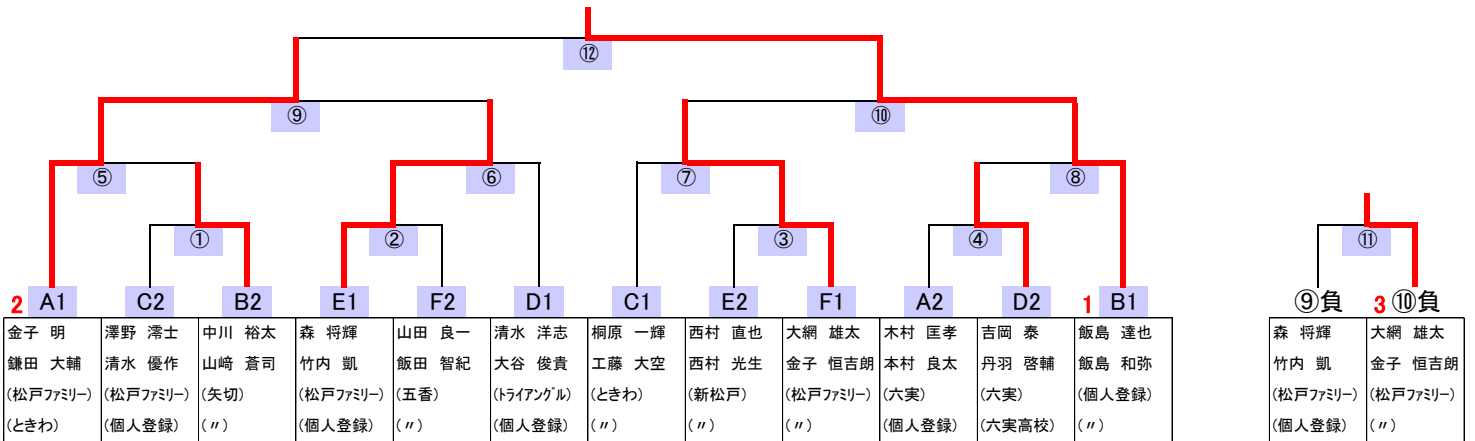 ⑫
⑨ ⑩
⑤ ⑥ ⑦ ⑧
① ② ③ ④ ⑪
2 A1 C2 B2 E1 F2 D1 C1 E2 F1 A2 D2 1 B1 ⑨負 3 ⑩負
金子 明 澤野 澪士 中川 裕太 森 将輝 山田 良一 清水 洋志 桐原 一輝 西村 直也 大綱 雄太 木村 匡孝 吉岡 泰 飯島 達也 森 将輝 大綱 雄太
鎌田 大輔 清水 優作 山﨑 蒼司 竹内 凱 飯田 智紀 大谷 俊貴 工藤 大空 西村 光生 金子 恒吉朗 本村 良太 丹羽 啓輔 飯島 和弥 竹内 凱 金子 恒吉朗
(松戸ファミリー) (松戸ファミリー) (矢切) (松戸ファミリー) (五香) (トライアングル) (ときわ) (新松戸) (松戸ファミリー) (六実) (六実) (個人登録) (松戸ファミリー) (松戸ファミリー)
(ときわ) (個人登録) (〃) (個人登録) (〃) (個人登録) (〃) (〃) (〃) (個人登録) (六実高校) (〃) (個人登録) (〃)